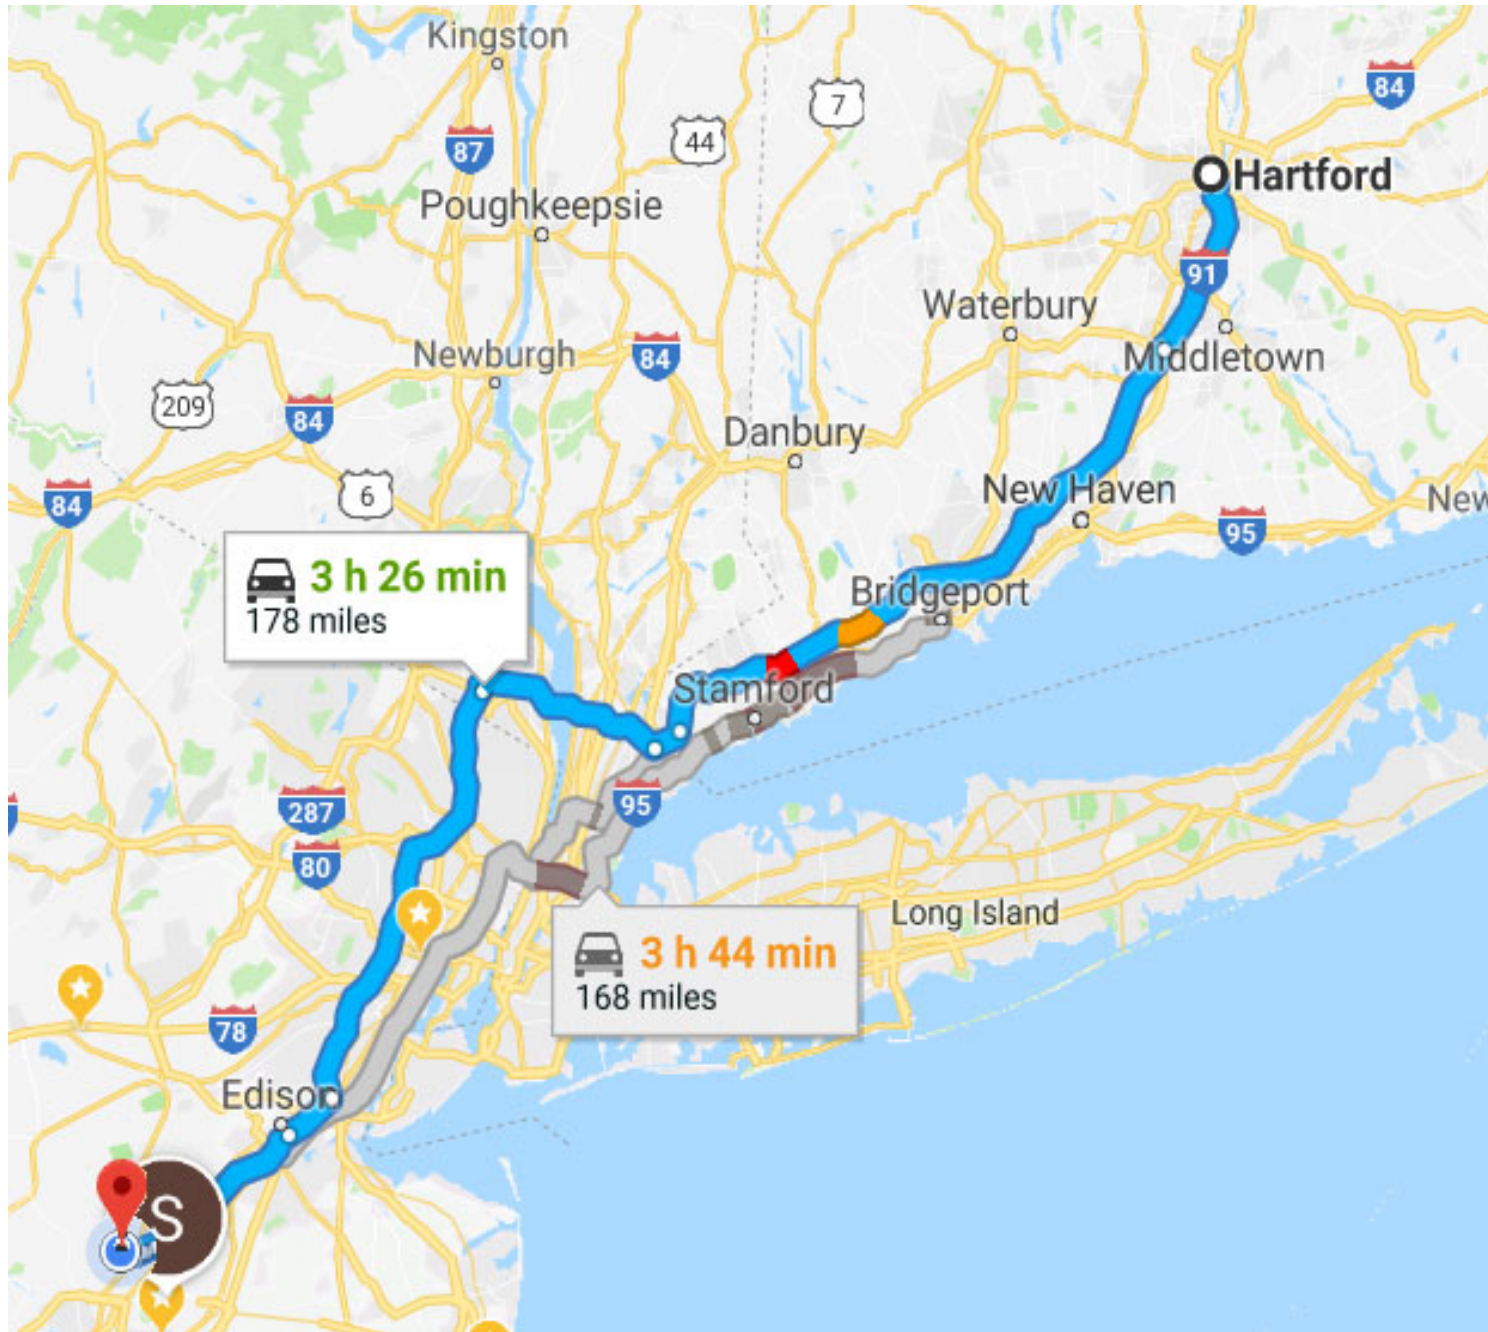 Kingston
84
7
44
87
Hartford
Poughkeepsie
91
Waterbury
Newburgh
84
Middletown
209
84
Danbury
6
New Haven
84
New
95
3 h 26 min
178 miles
Bridgeport
Stamford
287
95
80
Long Island
3 h 44 min
168 miles
78
Edison
S